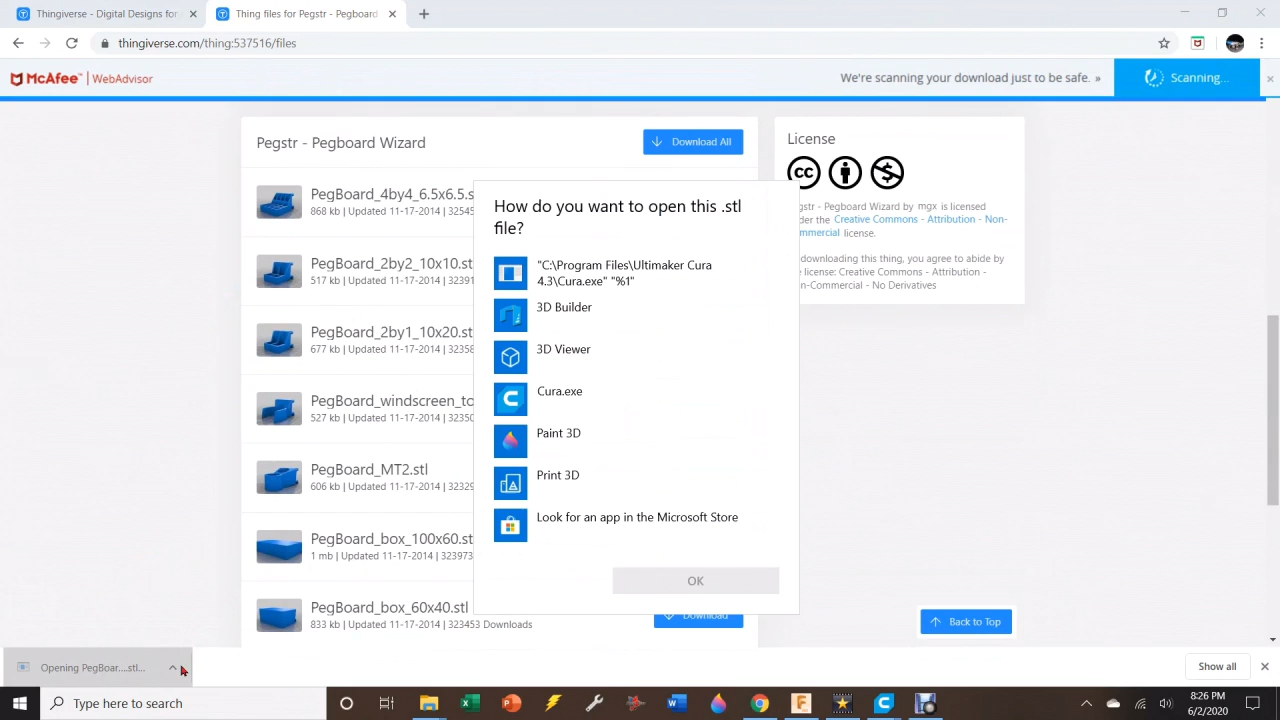 Thingiverse - Digital Designs for
Thing files for Pegstr - Pegboard
thingiverse.com/thing:537516/files
McAfee™ | WebAdvisor
We're scanning your download just to be safe. »
Scanning...
Pegstr - Pegboard Wizard
Download All
PegBoard_4by4_6.5x6.5.s
868 kb | Updated 11-17-2014 | 32545
PegBoard_2by2_10x10.st
517 kb | Updated 11-17-2014 | 32391
PegBoard_2by1_10x20.st
677 kb | Updated 11-17-2014 | 32358
PegBoard_windscreen_to
527 kb | Updated 11-17-2014 | 32350
PegBoard_MT2.stl
606 kb | Updated 11-17-2014 | 32329
PegBoard_box_100x60.st
1 mb | Updated 11-17-2014 | 323973
PegBoard_box_60x40.stl
833 kb | Updated 11-17-2014 | 323453 Downloads
Download
How do you want to open this .stl
file?
"C:\Program Files\Ultimaker Cura
4.3\Cura.exe" "%1"
3D Builder
3D Viewer
Cura.exe
Paint 3D
Print 3D
Look for an app in the Microsoft Store
OK
License
cc
gstr - Pegboard Wizard by mgx is licensed
der the Creative Commons - Attribution - Non-
mmercial license.
downloading this thing, you agree to abide by
e license: Creative Commons - Attribution -
n-Commercial - No Derivatives
Back to Top
Opening PegBoar....stl...
Show all
Type here to search
8:26 PM
6/2/2020